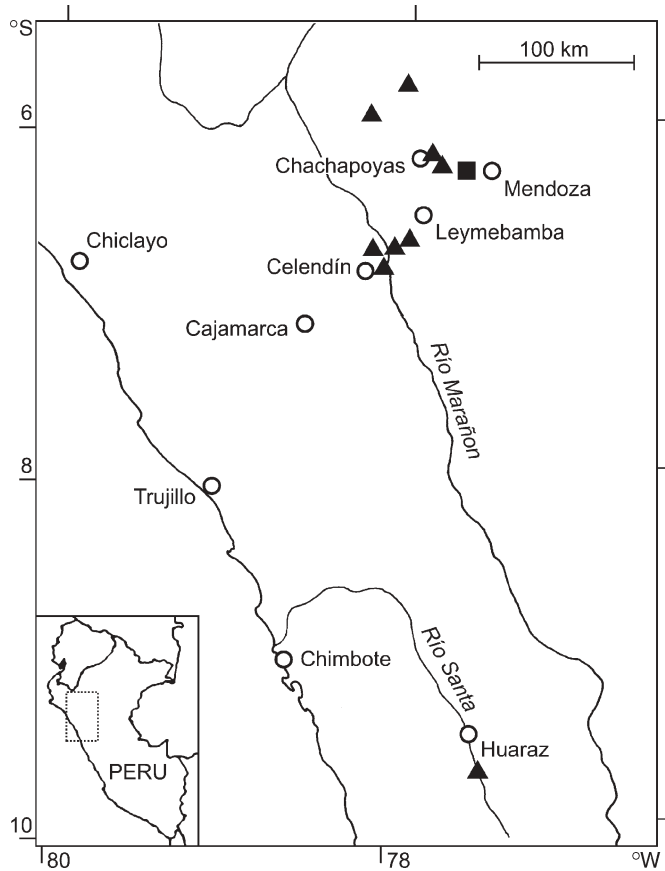 °S
100 km
6
Chachapoyas
Mendoza
Leymebamba
Chiclayo
Celendín
Cajamarca
Río Marañon
8
Trujillo
Río Santa
Chimbote
Huaraz
PERU
10
80
78
°W